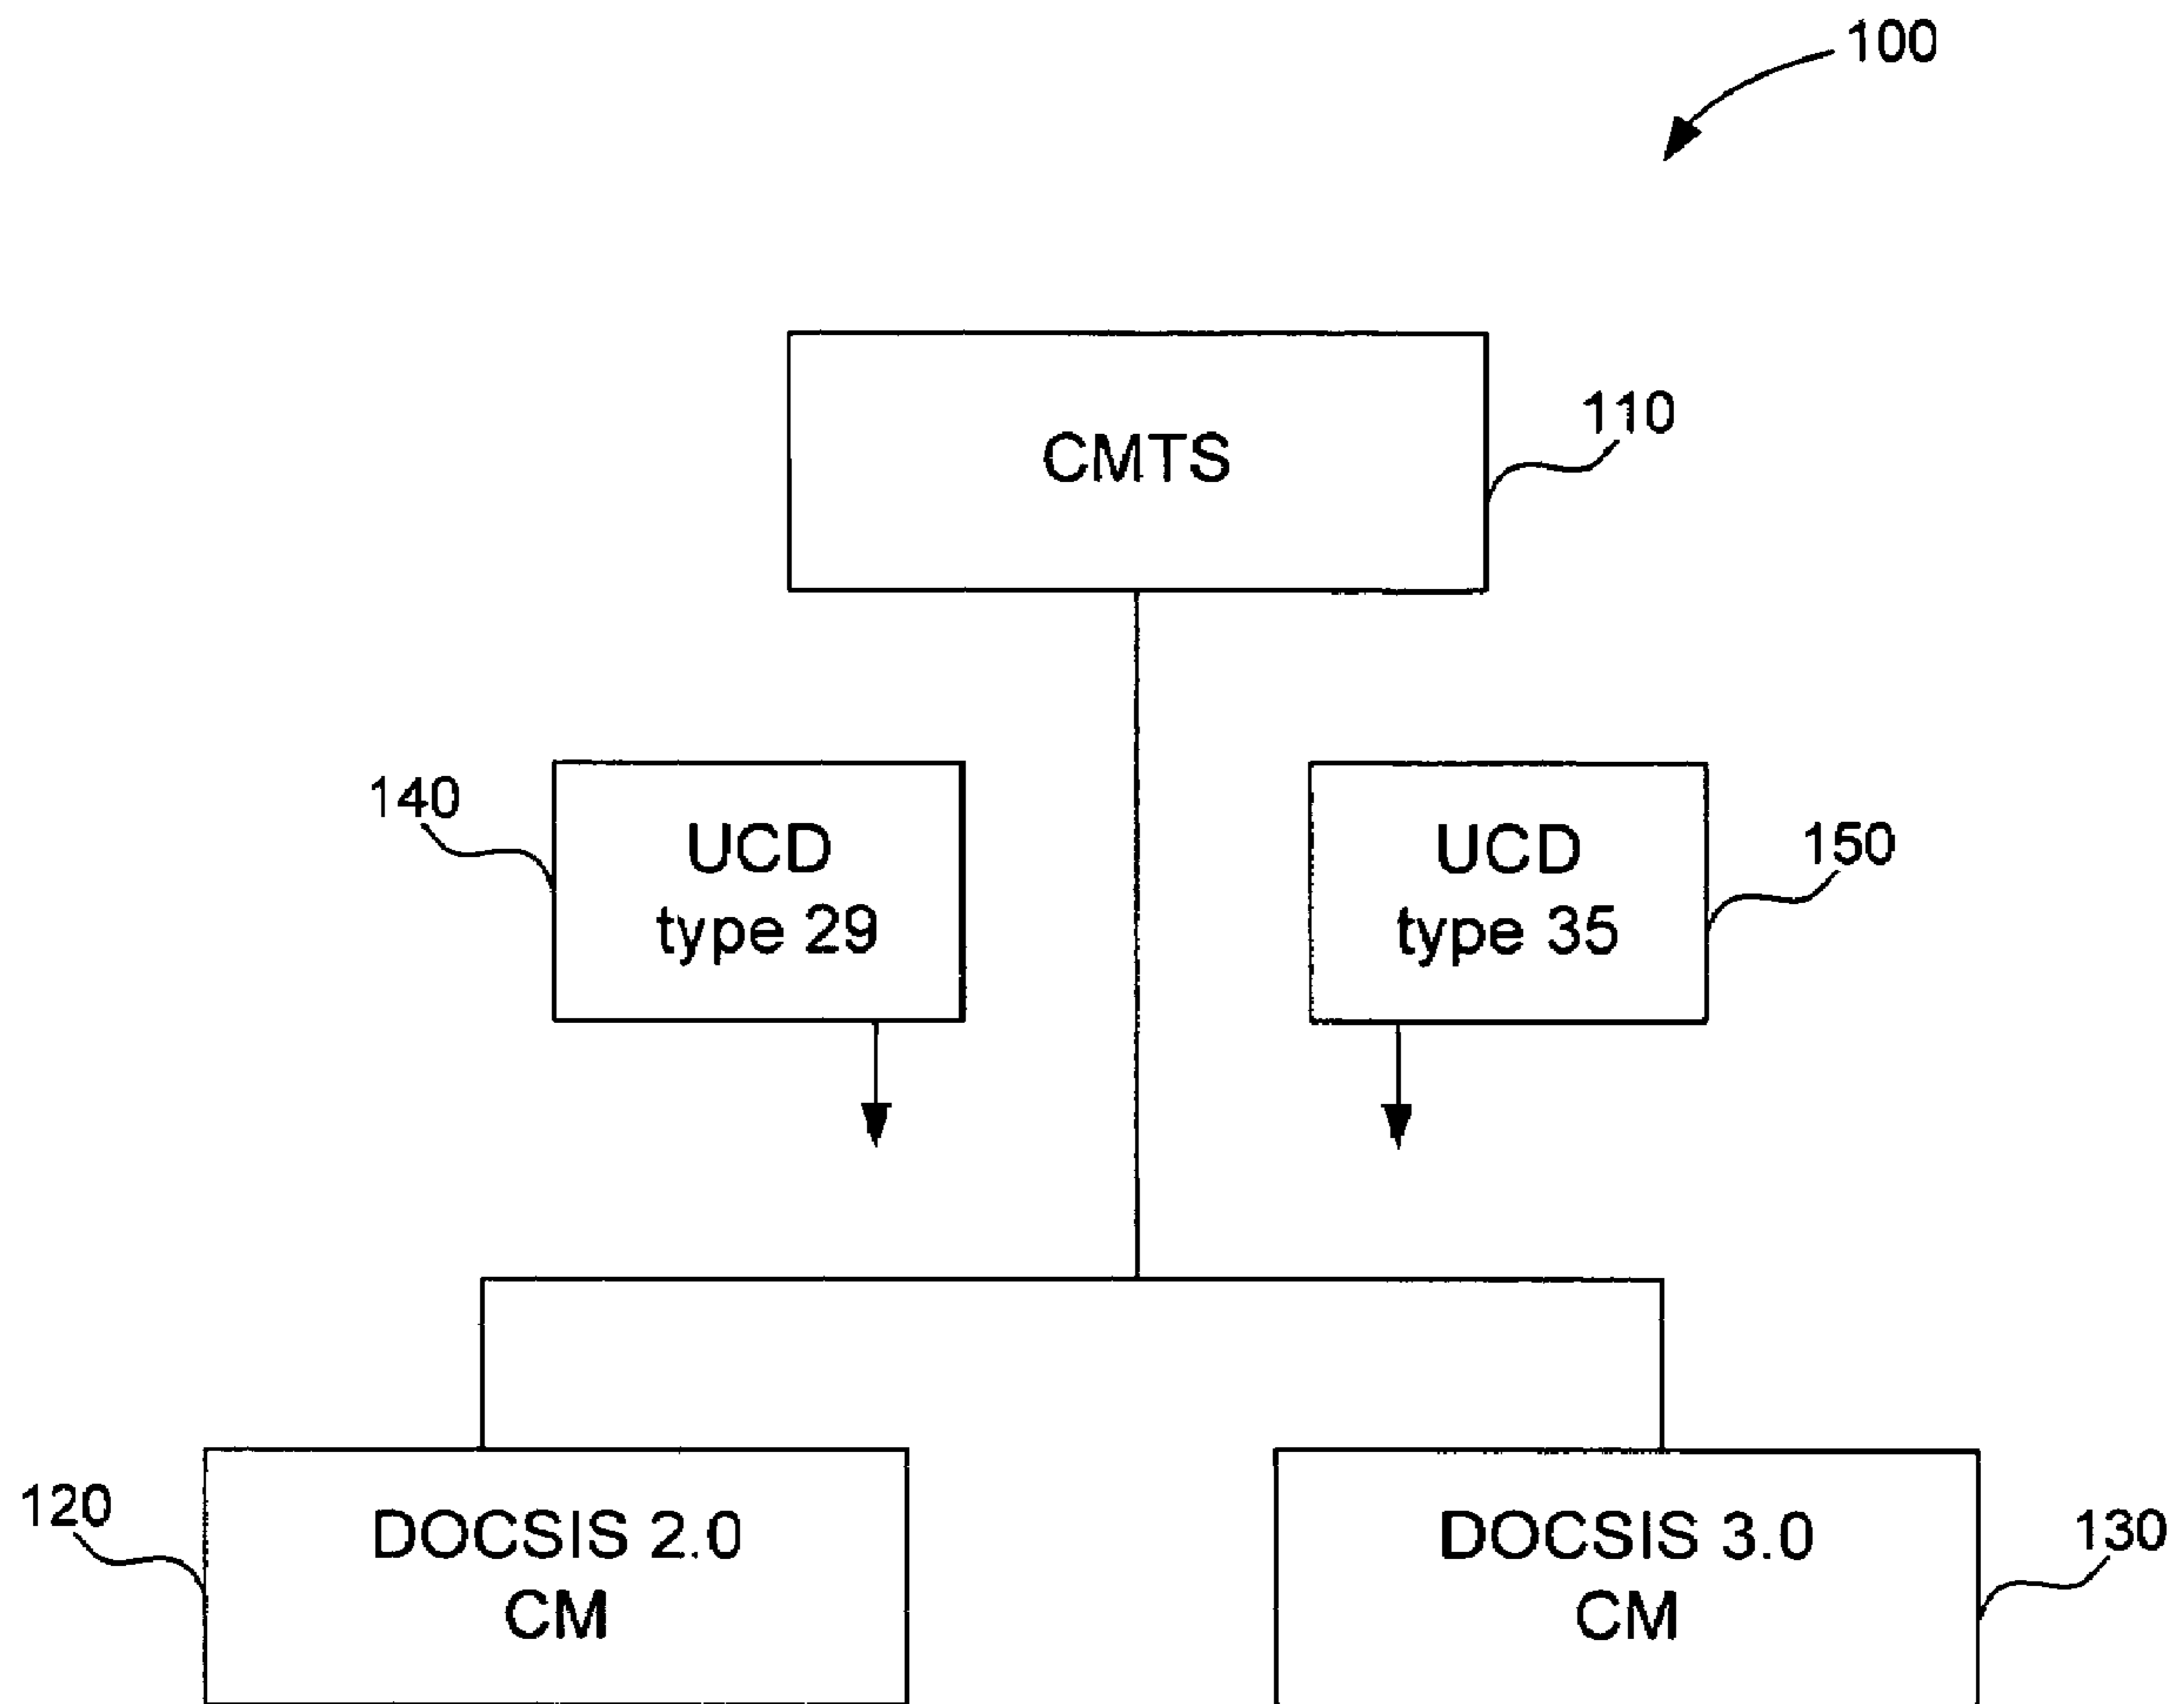 100
CMTS
110
140
UCD
type 29
UCD
type 35
150
120
DOCSIS 2.0
CM
DOCSIS 3.0
CM
130